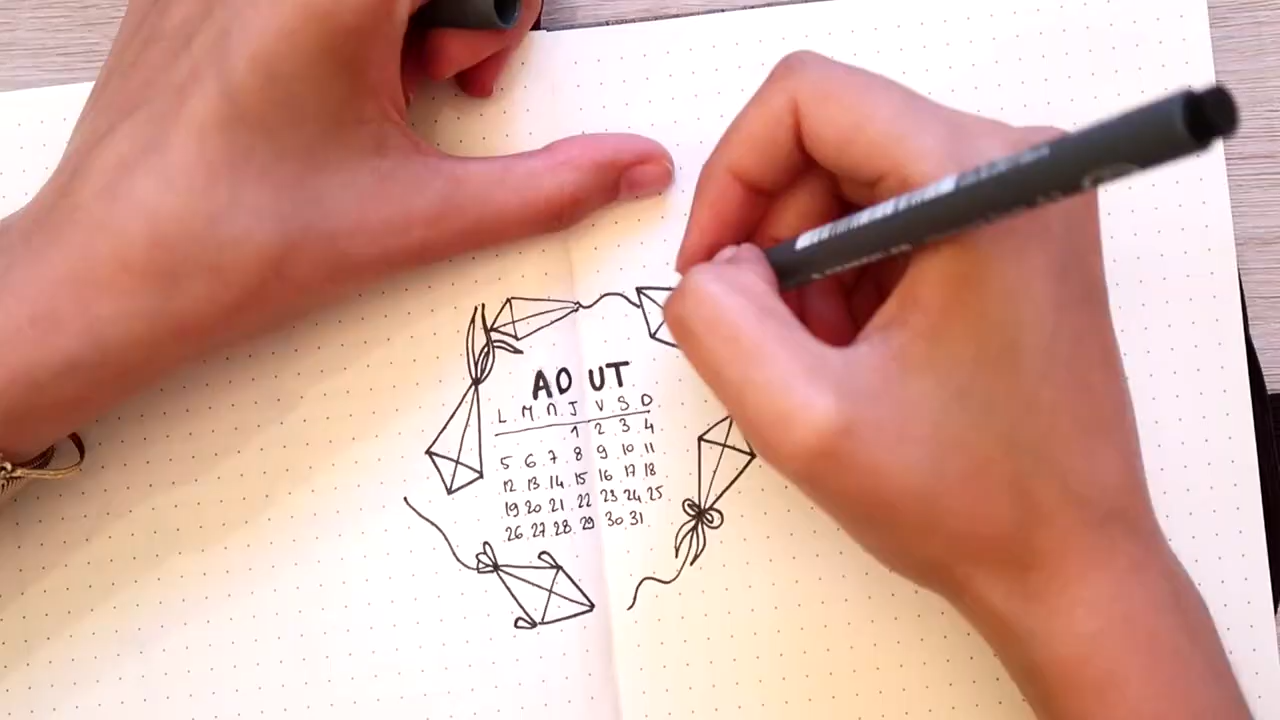 AOUT
L M M J V S D
1 2 3 4
5 6 7 8 9 10 11
12 13 14 15 16 17 18
19 20 21 22 23 24 25
26 27 28 29 30 31